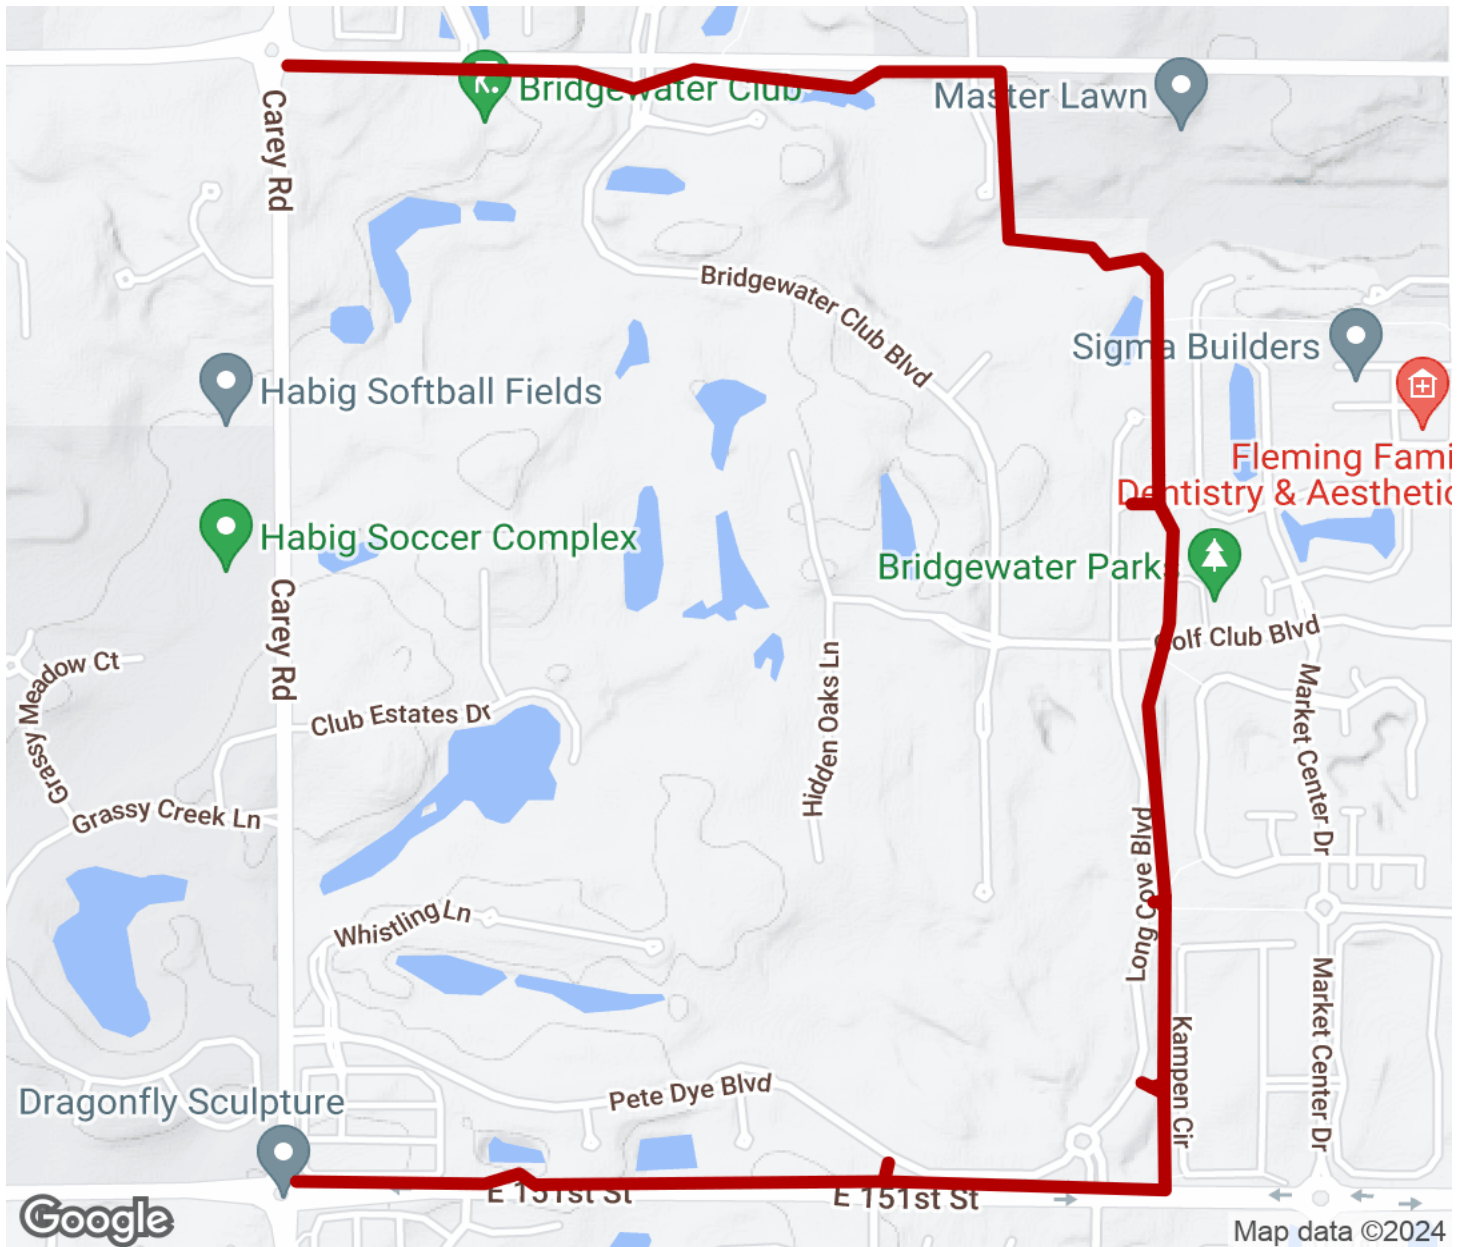 Bridgewater Club
Master Lawn
Carey Rd
Bridgewater Club Blvd
Sigma Builders
Habig Softball Fields
Fleming Fami
Dentistry & Aesthetic
Habig Soccer Complex
Bridgewater Parks
Carey Rd
Golf Club Blvd
Grassy Meadow Ct
Hidden Oaks Ln
Market Center Dr
Club Estates Dr
Grassy Creek Ln
Long Cove Blvd
Whistling Ln
Market Center Dr
Kampen Cir
Pete Dye Blvd
Dragonfly Sculpture
E 151st St
E 151st St
Google
Map data ©2024